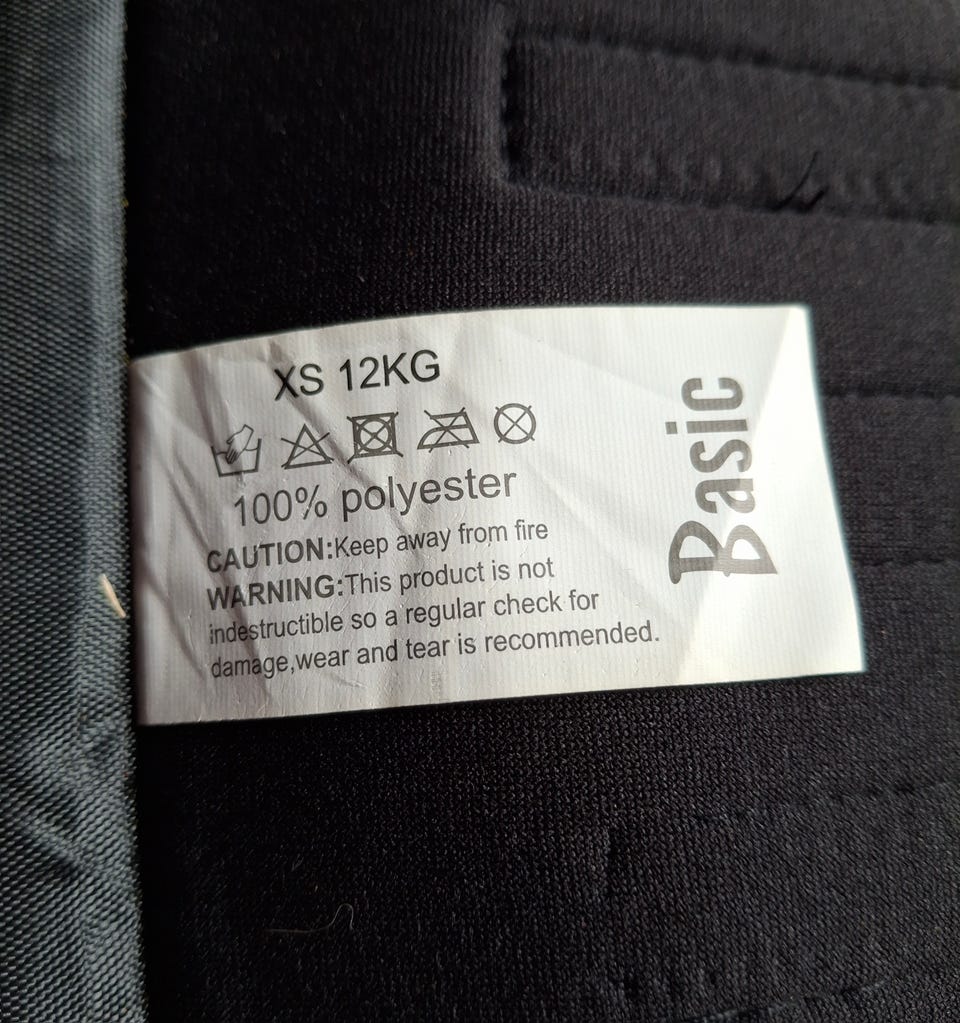 XS 12KG
100% polyester
CAUTION:Keep away from fire
WARNING:This product is not
indestructible so a regular check for
damage,wear and tear is recommended.
Basic